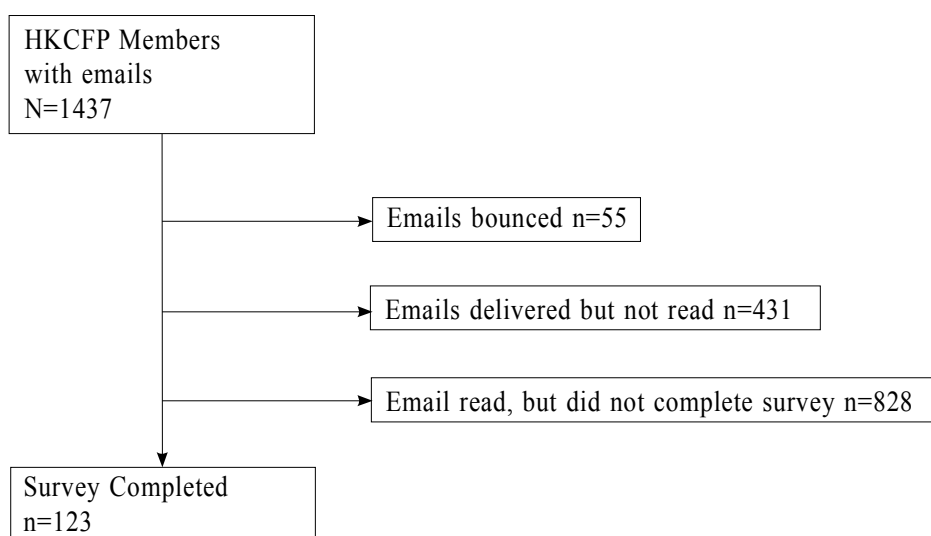 HKCFP Members
with emails
N=1437
Emails bounced n=55
Emails delivered but not read n=431
Email read, but did not complete survey n=828
Survey Completed
n=123